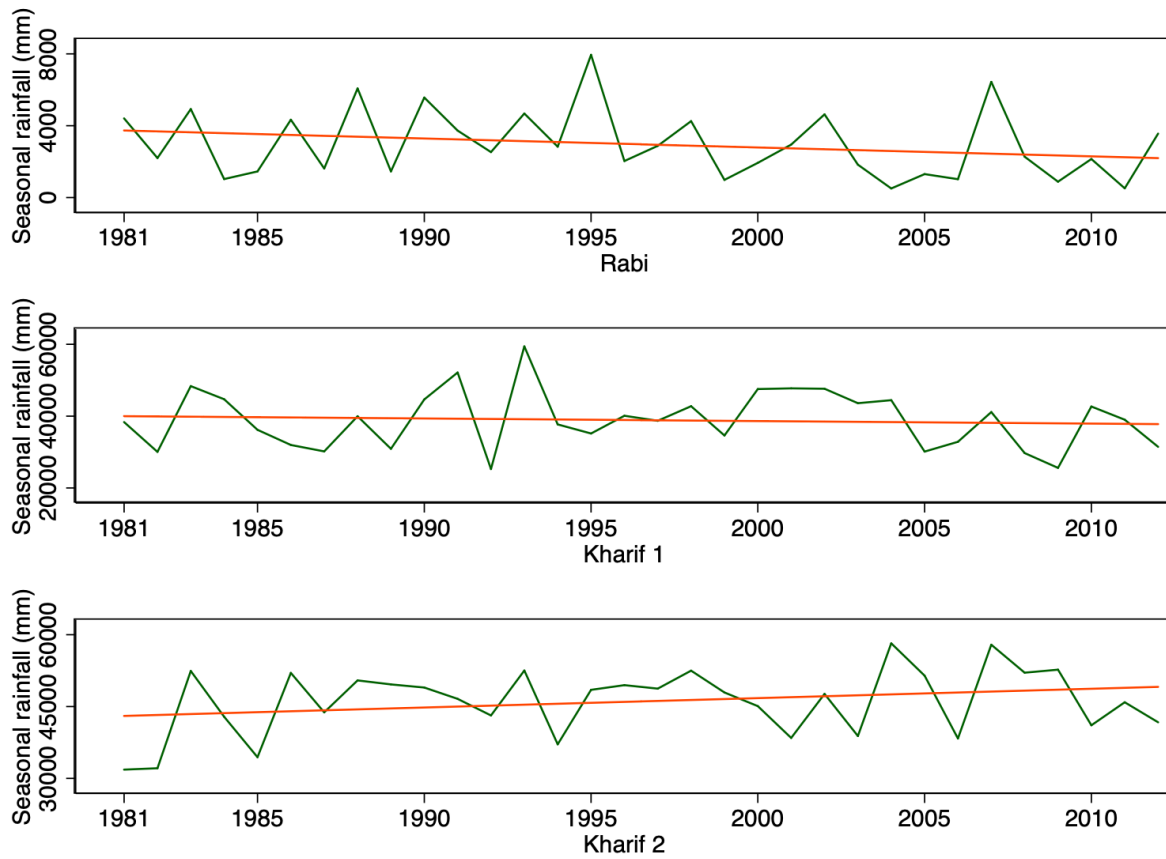 Seasonal rainfall (mm)
8000
4000
0
1981 1985 1990 1995 2000 2005 2010
Rabi
Seasonal rainfall (mm)
60000
40000
20000
1981 1985 1990 1995 2000 2005 2010
Kharif 1
Seasonal rainfall (mm)
60000
45000
30000
1981 1985 1990 1995 2000 2005 2010
Kharif 2